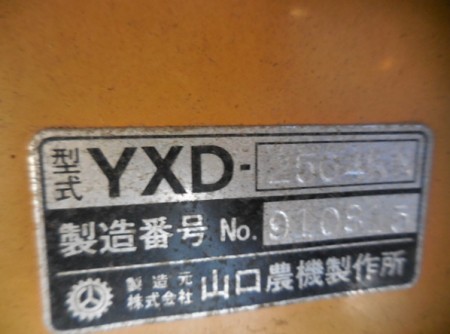 型式 YXD-
製造番号 No. 910315
製造元
株式会社 山口農機製作所